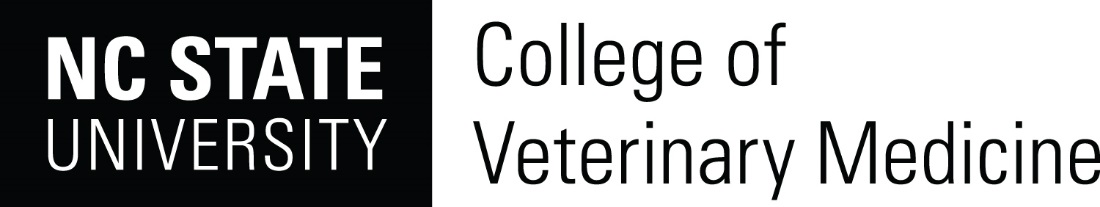 NC STATE
UNIVERSITY
College of
Veterinary Medicine